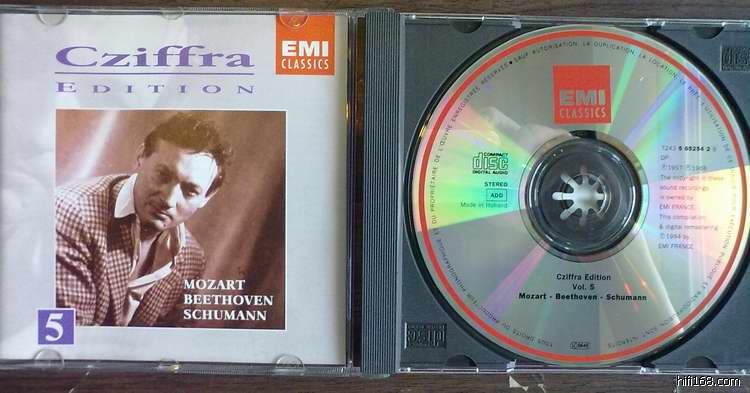 Cziffra
EDITION
EMI
CLASSICS
MOZART
BEETHOVEN
SCHUMANN
5
EMI
CLASSICS
COMPACT
disc
DIGITAL AUDIO
STEREO
ADD
Made in Holland
DP
The copyright in these
sound recordings
is owned by
EMI FRANCE.
This compilation
& digital remastering
℗ 1994 by
EMI FRANCE
Cziffra Edition
Vol. 5
Mozart - Beethoven - Schumann
hifi168.com